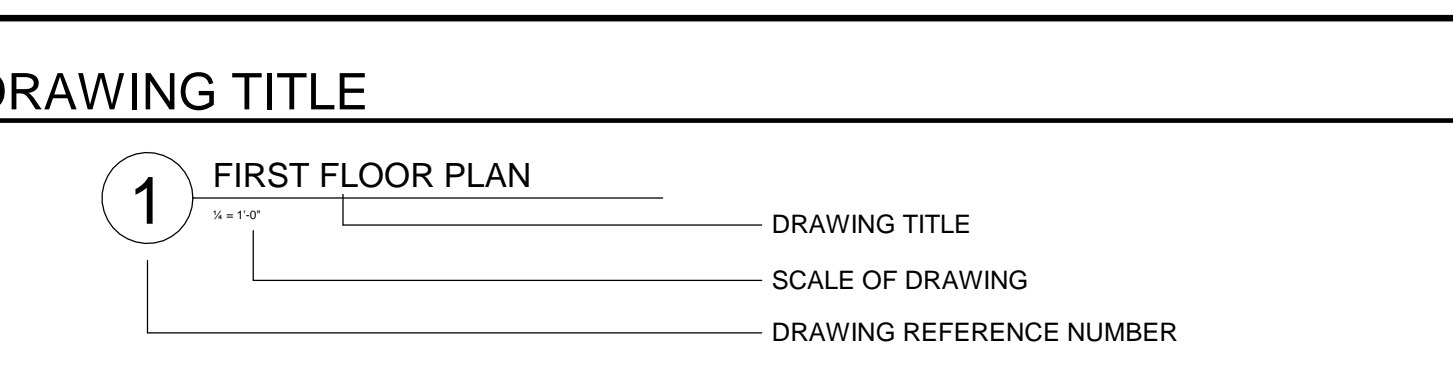 DRAWING TITLE
1
FIRST FLOOR PLAN
¼ = 1'-0"
DRAWING TITLE
SCALE OF DRAWING
DRAWING REFERENCE NUMBER